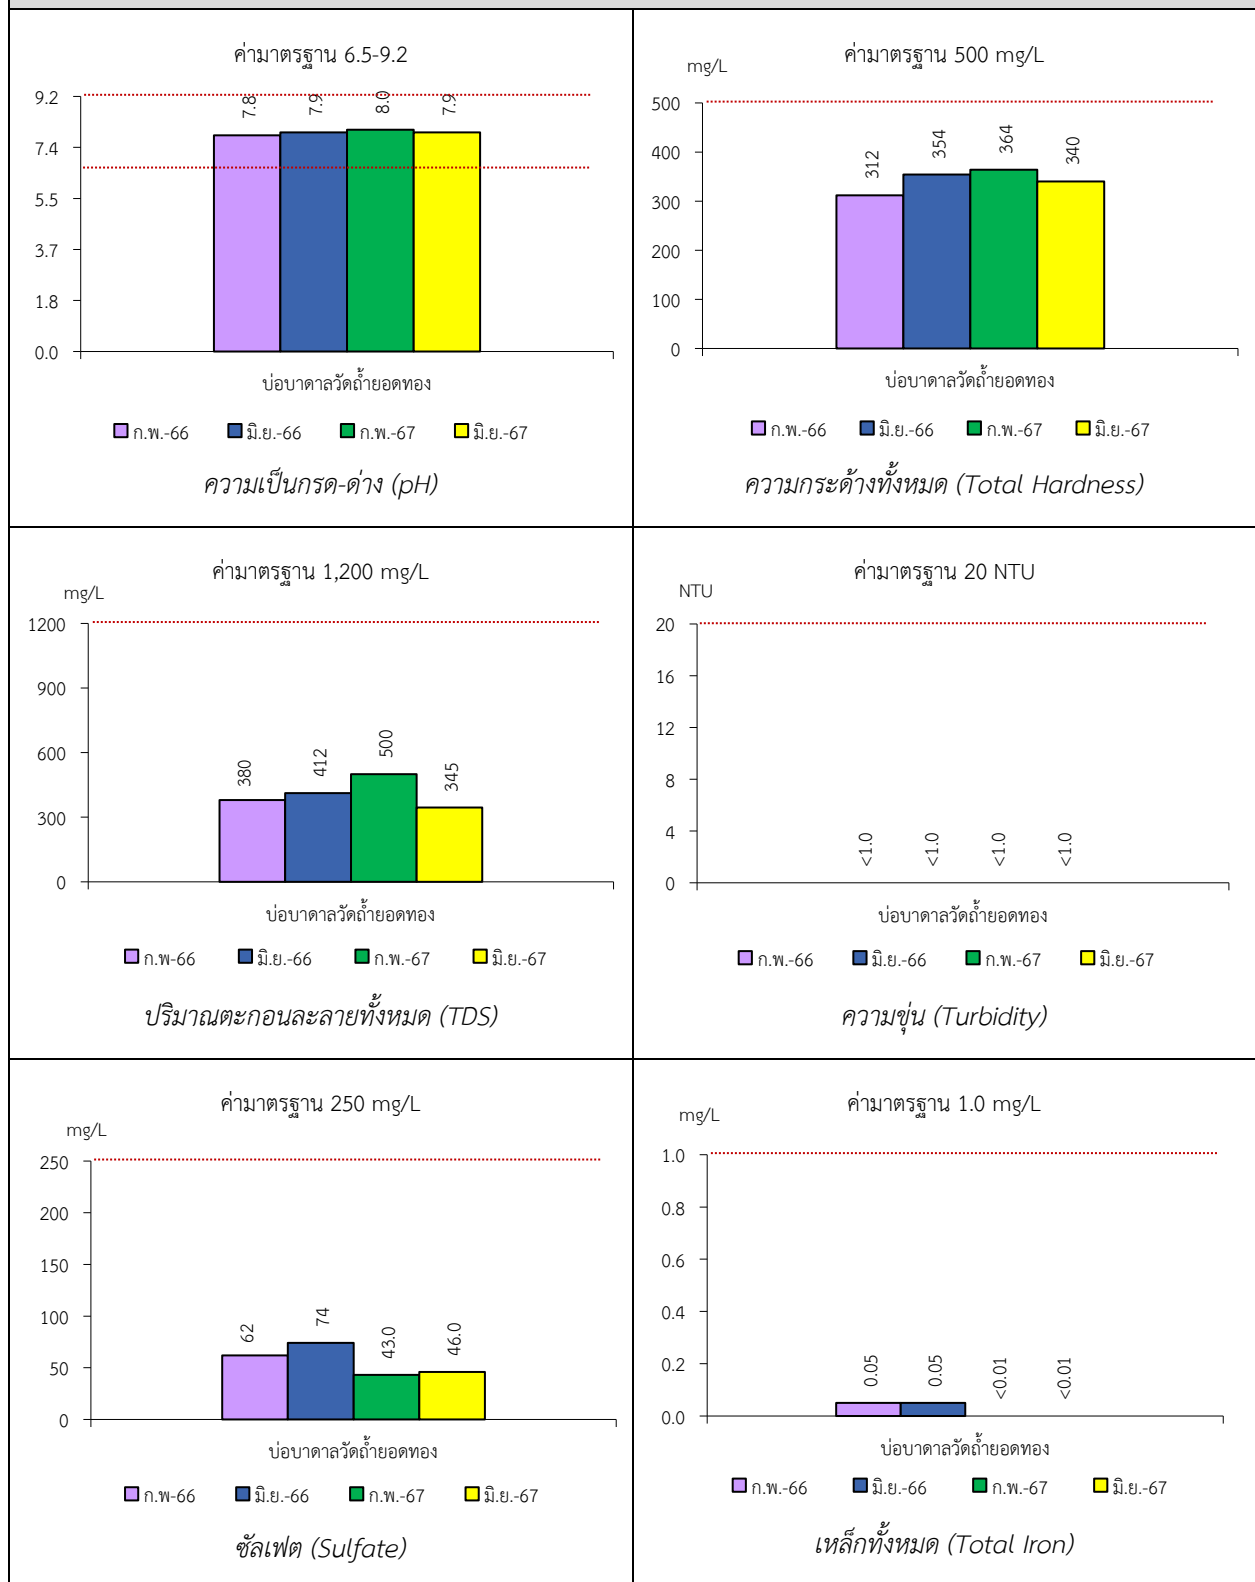 ค่ามาตรฐาน 6.5-9.2
9.2
7.4
5.5
3.7
1.8
0.0
7.8
7.9
8.0
7.9
บ่อบาดาลวัดถ้ำยอดทอง
ก.พ.-66 มิ.ย.-66 ก.พ.-67 มิ.ย.-67
ความเป็นกรด-ด่าง (pH)
ค่ามาตรฐาน 500 mg/L
mg/L
500
400
300
200
100
0
312
354
364
340
บ่อบาดาลวัดถ้ำยอดทอง
ก.พ.-66 มิ.ย.-66 ก.พ.-67 มิ.ย.-67
ความกระด้างทั้งหมด (Total Hardness)
ค่ามาตรฐาน 1,200 mg/L
mg/L
1200
900
600
300
0
380
412
500
345
บ่อบาดาลวัดถ้ำยอดทอง
ก.พ-66 มิ.ย.-66 ก.พ.-67 มิ.ย.-67
ปริมาณตะกอนละลายทั้งหมด (TDS)
ค่ามาตรฐาน 20 NTU
NTU
20
16
12
8
4
0
<1.0
<1.0
<1.0
<1.0
บ่อบาดาลวัดถ้ำยอดทอง
ก.พ.-66 มิ.ย.-66 ก.พ.-67 มิ.ย.-67
ความขุ่น (Turbidity)
ค่ามาตรฐาน 250 mg/L
mg/L
250
200
150
100
50
0
62
74
43.0
46.0
บ่อบาดาลวัดถ้ำยอดทอง
ก.พ-66 มิ.ย.-66 ก.พ.-67 มิ.ย.-67
ซัลเฟต (Sulfate)
ค่ามาตรฐาน 1.0 mg/L
mg/L
1.0
0.8
0.6
0.4
0.2
0.0
0.05
0.05
<0.01
<0.01
บ่อบาดาลวัดถ้ำยอดทอง
ก.พ.-66 มิ.ย.-66 ก.พ.-67 มิ.ย.-67
เหล็กทั้งหมด (Total Iron)